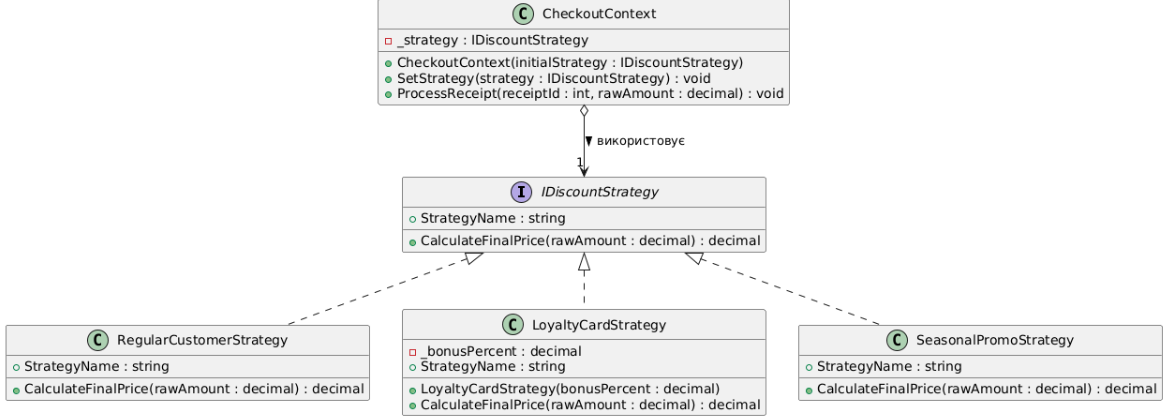 C CheckoutContext
_strategy : IDiscountStrategy
CheckoutContext(initialStrategy : IDiscountStrategy)
SetStrategy(strategy : IDiscountStrategy) : void
ProcessReceipt(receiptId : int, rawAmount : decimal) : void
використовує
1
I IDiscountStrategy
StrategyName : string
CalculateFinalPrice(rawAmount : decimal) : decimal
C RegularCustomerStrategy
StrategyName : string
CalculateFinalPrice(rawAmount : decimal) : decimal
C LoyaltyCardStrategy
_bonusPercent : decimal
StrategyName : string
LoyaltyCardStrategy(bonusPercent : decimal)
CalculateFinalPrice(rawAmount : decimal) : decimal
C SeasonalPromoStrategy
StrategyName : string
CalculateFinalPrice(rawAmount : decimal) : decimal